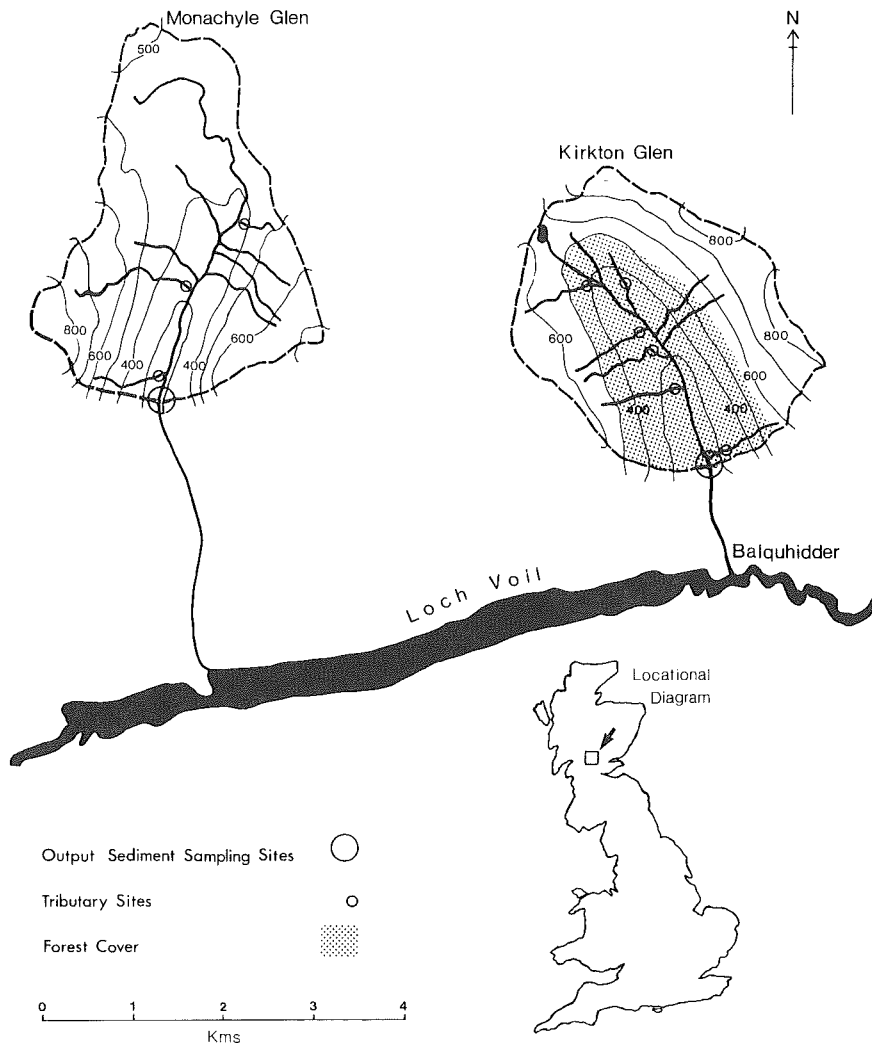 Monachyle Glen
N
500
Kirkton Glen
800
800
800
600
600
400
400
600
600
400
400
Balquhidder
Loch Voil
Locational
Diagram
Output Sediment Sampling Sites
Tributary Sites
Forest Cover
0 1 2 3 4
Kms